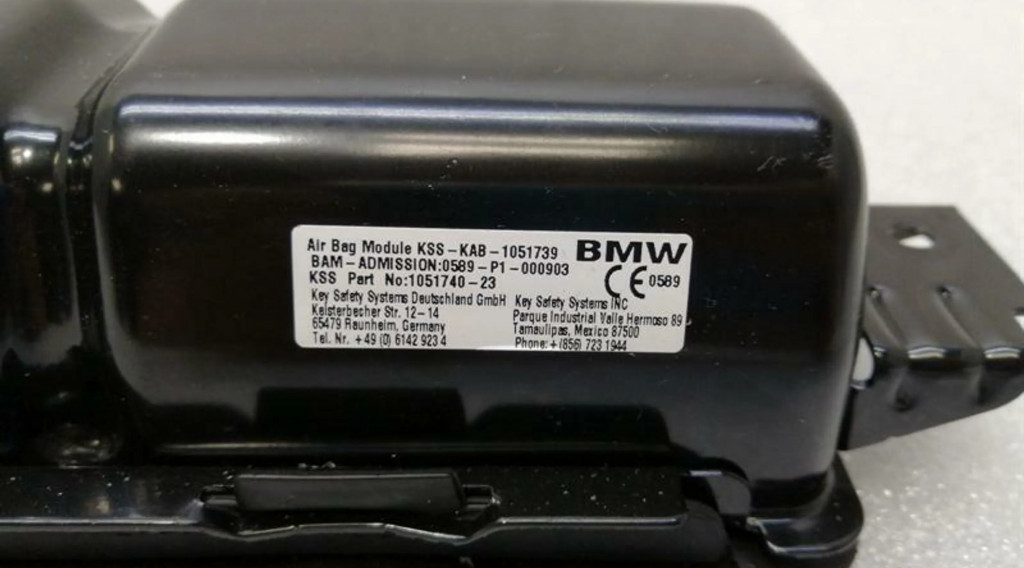 Air Bag Module KSS-KAB-1051739
BMW
BAM-ADMISSION:0589-P1-000903
KSS Part No:1051740-23
CE 0589
Key Safety Systems Deutschland GmbH
Kelsterbecher Str. 12-14
65479 Raunheim, Germany
Tel. Nr. +49 (0) 6142 923 4
Key Safety Systems INC
Parque Industrial Valle Hermoso 89
Tamaulipas, Mexico 87500
Phone: +(856) 723 1944